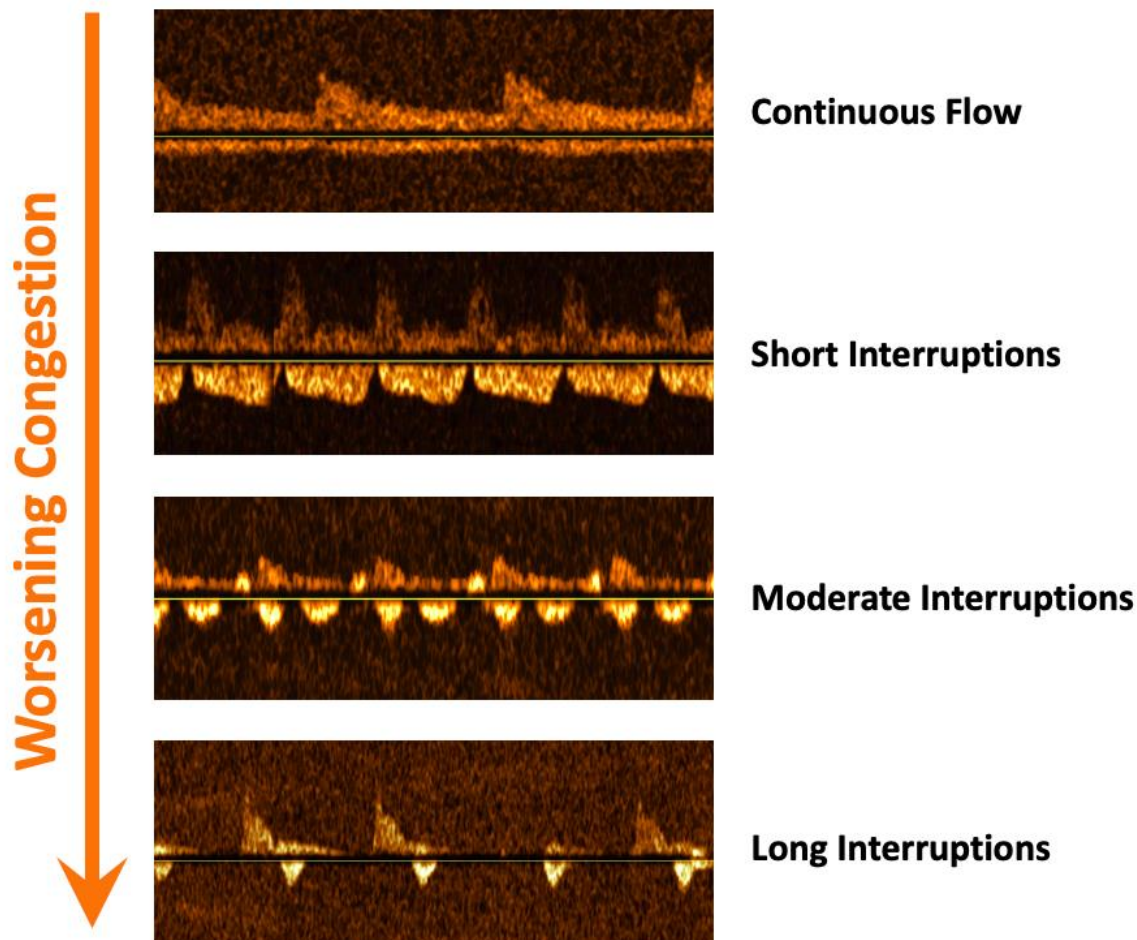 Worsening Congestion
Continuous Flow
Short Interruptions
Moderate Interruptions
Long Interruptions